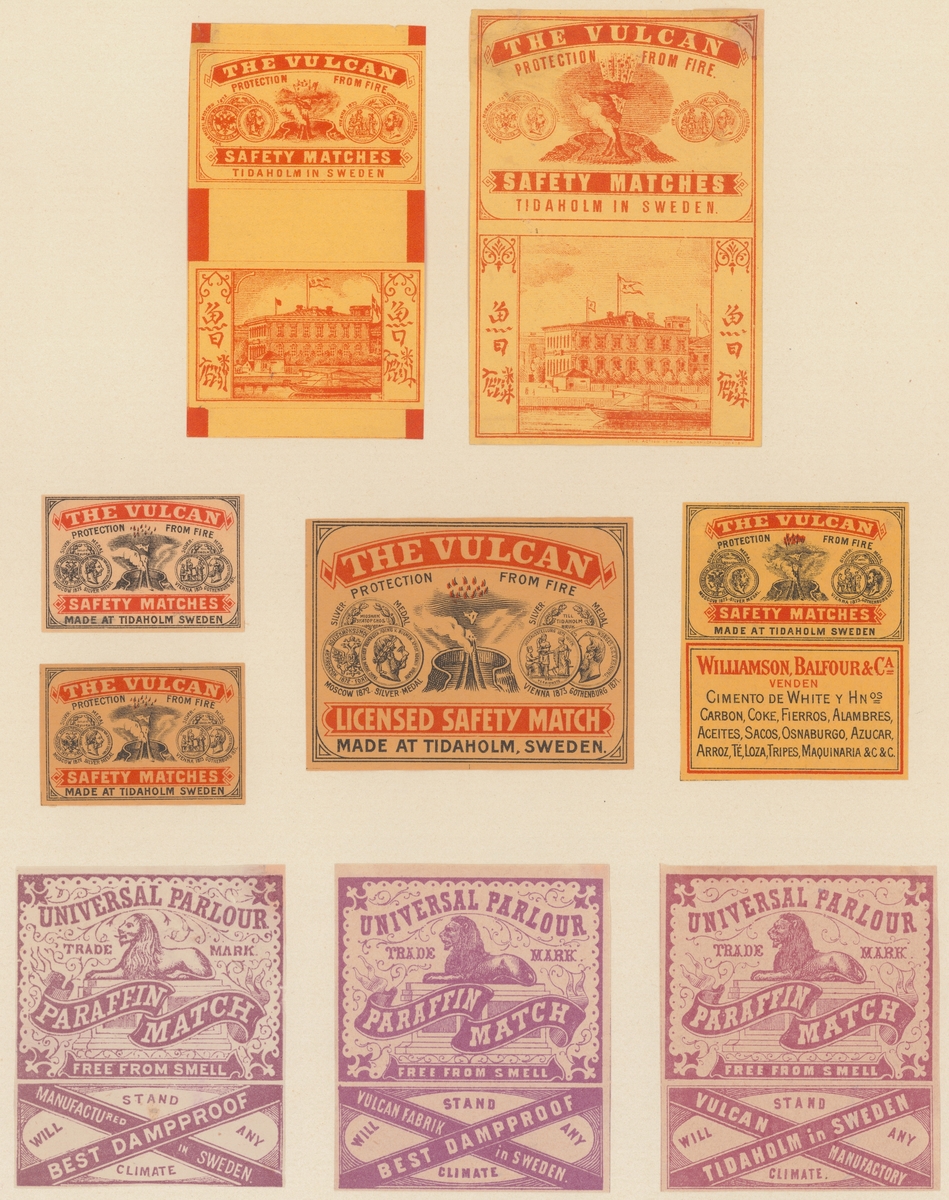 THE VULCAN
PROTECTION FROM FIRE
SAFETY MATCHES
TIDAHOLM IN SWEDEN
THE VULCAN
PROTECTION FROM FIRE.
SAFETY MATCHES
TIDAHOLM IN SWEDEN.
THE VULCAN
PROTECTION FROM FIRE
SAFETY MATCHES
MADE AT TIDAHOLM SWEDEN
THE VULCAN
PROTECTION FROM FIRE
SAFETY MATCHES
MADE AT TIDAHOLM SWEDEN
THE VULCAN
PROTECTION FROM FIRE
SILVER MEDAL SILVER MEDAL
MOSCOW 1872 SILVER-MEDAL VIENNA 1873 GOTHENBURG 1871
LICENSED SAFETY MATCH
MADE AT TIDAHOLM, SWEDEN.
THE VULCAN
PROTECTION FROM FIRE
SAFETY MATCHES
MADE AT TIDAHOLM SWEDEN
WILLIAMSON, BALFOUR & CA
VENDEN
CIMENTO DE WHITE Y HNOS
CARBON, COKE, FIERROS, ALAMBRES,
ACEITES, SACOS, OSNABURGO, AZUCAR,
ARROZ, TÉ, LOZA, TRIPES, MAQUINARIA &C &C.
UNIVERSAL PARLOUR
TRADE MARK
PARAFFIN
MATCH
FREE FROM SMELL
MANUFACTURED STAND
WILL BEST DAMPPROOF ANY
CLIMATE in SWEDEN.
UNIVERSAL PARLOUR
TRADE MARK
PARAFFIN
MATCH
FREE FROM SMELL
VULCAN FABRIK STAND
WILL BEST DAMPPROOF ANY
CLIMATE. in SWEDEN.
UNIVERSAL PARLOUR
TRADE MARK
PARAFFIN
MATCH
FREE FROM SMELL
VULCAN STAND
WILL TIDAHOLM in SWEDEN ANY
CLIMATE. MANUFACTORY